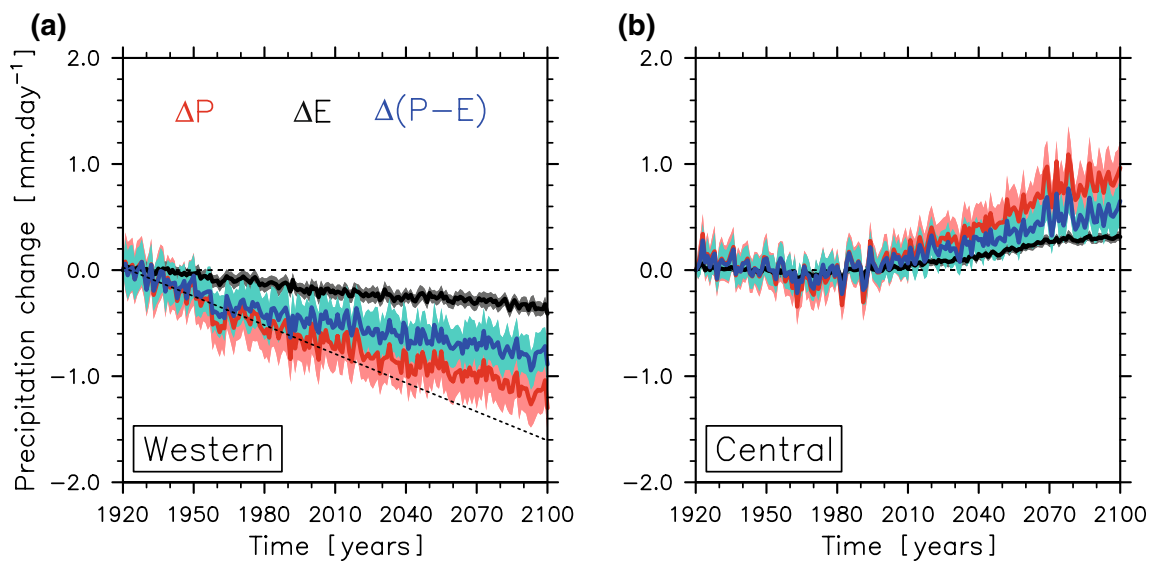 (a)
(b)
Precipitation change [mm.day⁻¹]
2.0
1.0
0.0
−1.0
−2.0
ΔP ΔE Δ(P−E)
Western
1920 1950 1980 2010 2040 2070 2100
Time [years]
2.0
1.0
0.0
−1.0
−2.0
Central
1920 1950 1980 2010 2040 2070 2100
Time [years]